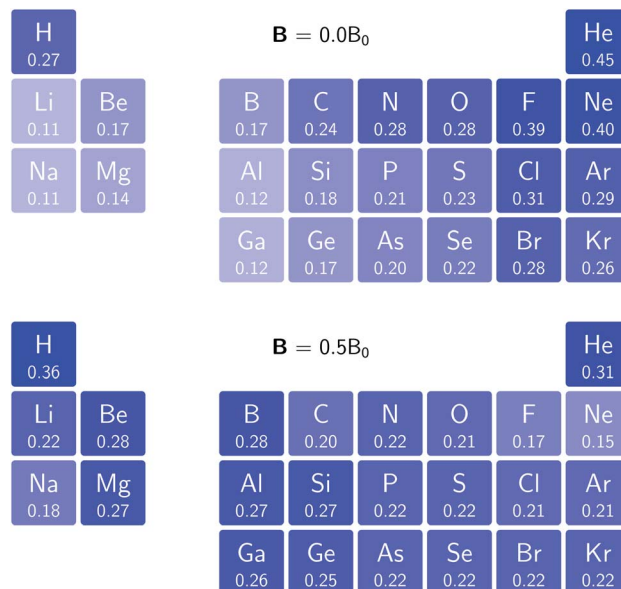 H B = 0.0B₀ He
0.27 0.45
Li Be B C N O F Ne
0.11 0.17 0.17 0.24 0.28 0.28 0.39 0.40
Na Mg Al Si P S Cl Ar
0.11 0.14 0.12 0.18 0.21 0.23 0.31 0.29
Ga Ge As Se Br Kr
0.12 0.17 0.20 0.22 0.28 0.26
H B = 0.5B₀ He
0.36 0.31
Li Be B C N O F Ne
0.22 0.28 0.28 0.20 0.22 0.21 0.17 0.15
Na Mg Al Si P S Cl Ar
0.18 0.27 0.27 0.27 0.22 0.22 0.21 0.21
Ga Ge As Se Br Kr
0.26 0.25 0.22 0.22 0.22 0.22